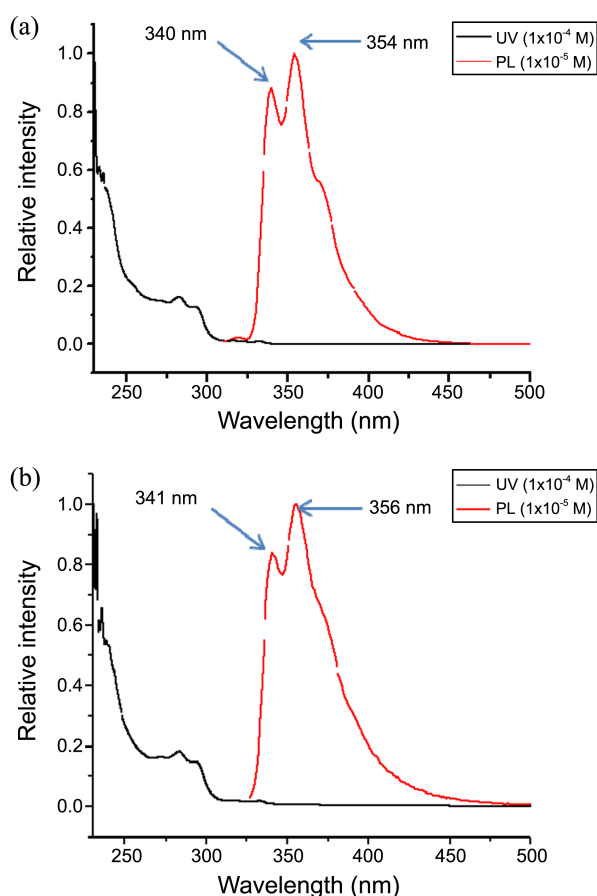 (a)
340 nm
354 nm
UV (1x10⁻⁴ M)
PL (1x10⁻⁵ M)
Relative intensity
1.0
0.8
0.6
0.4
0.2
0.0
250 300 350 400 450 500
Wavelength (nm)
(b)
341 nm
356 nm
UV (1x10⁻⁴ M)
PL (1x10⁻⁵ M)
Relative intensity
1.0
0.8
0.6
0.4
0.2
0.0
250 300 350 400 450 500
Wavelength (nm)